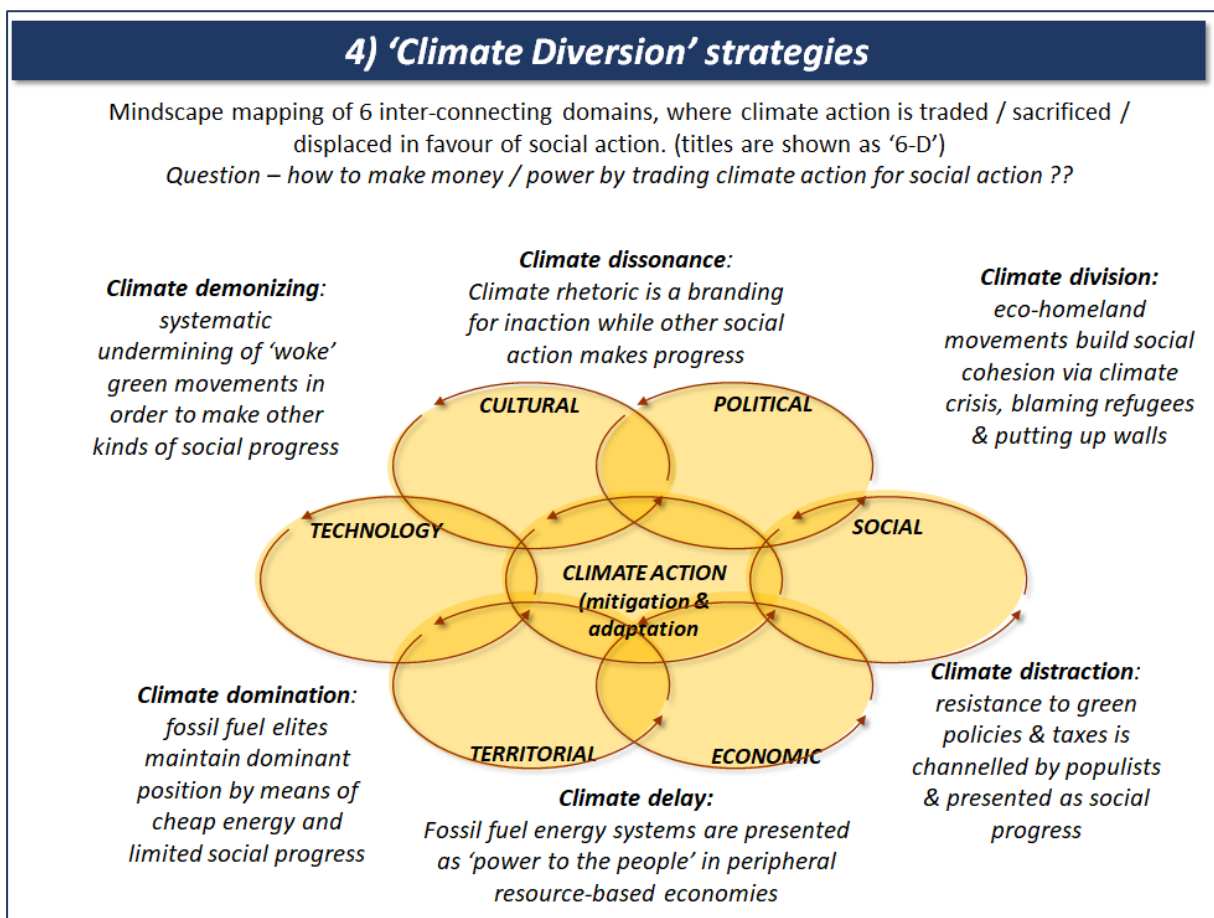 4) ‘Climate Diversion’ strategies
Mindscape mapping of 6 inter-connecting domains, where climate action is traded / sacrificed /
displaced in favour of social action. (titles are shown as ‘6-D’)
Question – how to make money / power by trading climate action for social action ??
Climate demonizing:
systematic
undermining of ‘woke’
green movements in
order to make other
kinds of social progress
Climate dissonance:
Climate rhetoric is a branding
for inaction while other social
action makes progress
Climate division:
eco-homeland
movements build social
cohesion via climate
crisis, blaming refugees
& putting up walls
CULTURAL
POLITICAL
TECHNOLOGY
SOCIAL
CLIMATE ACTION
(mitigation &
adaptation
TERRITORIAL
ECONOMIC
Climate domination:
fossil fuel elites
maintain dominant
position by means of
cheap energy and
limited social progress
Climate delay:
Fossil fuel energy systems are presented
as ‘power to the people’ in peripheral
resource-based economies
Climate distraction:
resistance to green
policies & taxes is
channelled by populists
& presented as social
progress